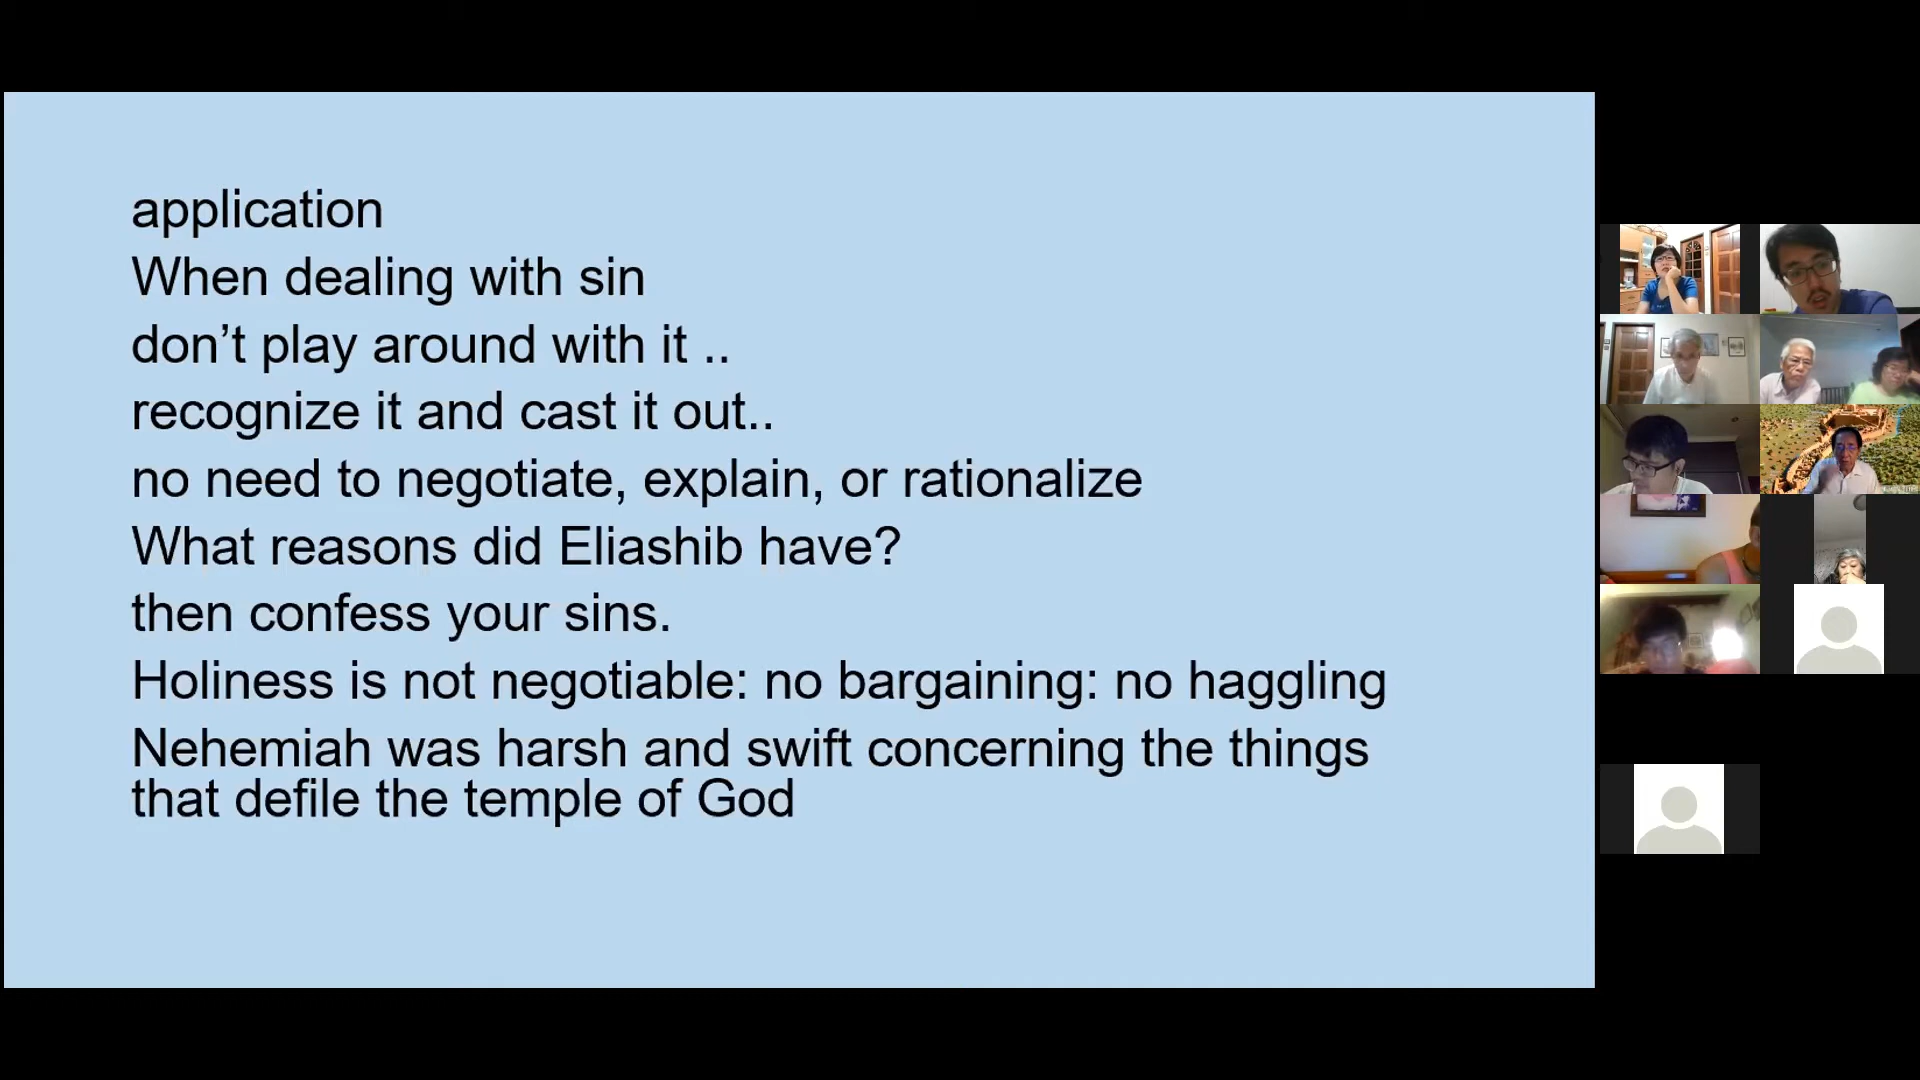 application
When dealing with sin
don’t play around with it ..
recognize it and cast it out..
no need to negotiate, explain, or rationalize
What reasons did Eliashib have?
then confess your sins.
Holiness is not negotiable: no bargaining: no haggling
Nehemiah was harsh and swift concerning the things
that defile the temple of God